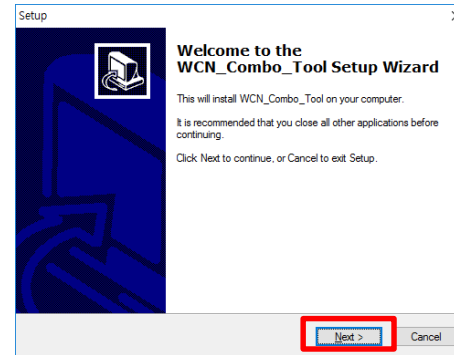 Setup
Welcome to the
WCN_Combo_Tool Setup Wizard
This will install WCN_Combo_Tool on your computer.
It is recommended that you close all other applications before
continuing.
Click Next to continue, or Cancel to exit Setup.
Next > Cancel